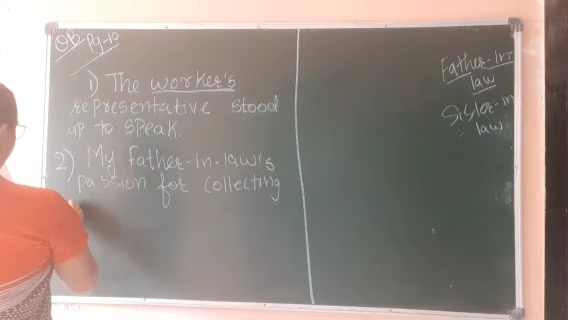 Q2 Pg-10
1) The worker's
representative stood
up to speak.
2) My Father-in-law's
passion for collecting
Father-in
law
Sister-in
law